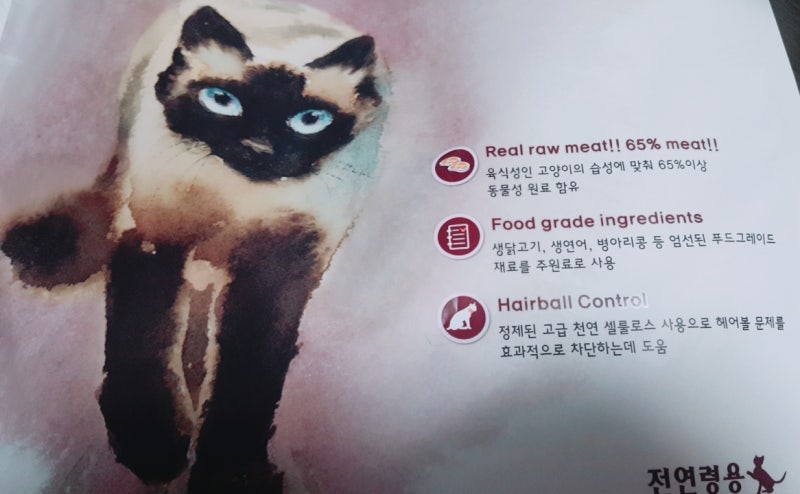 Real raw meat!! 65% meat!!
육식성인 고양이의 습성에 맞춰 65%이상
동물성 원료 함유
Food grade ingredients
생닭고기, 생연어, 병아리콩 등 엄선된 푸드그레이드
재료를 주원료로 사용
Hairball Control
정제된 고급 천연 셀룰로스 사용으로 헤어볼 문제를
효과적으로 차단하는데 도움
전연령용